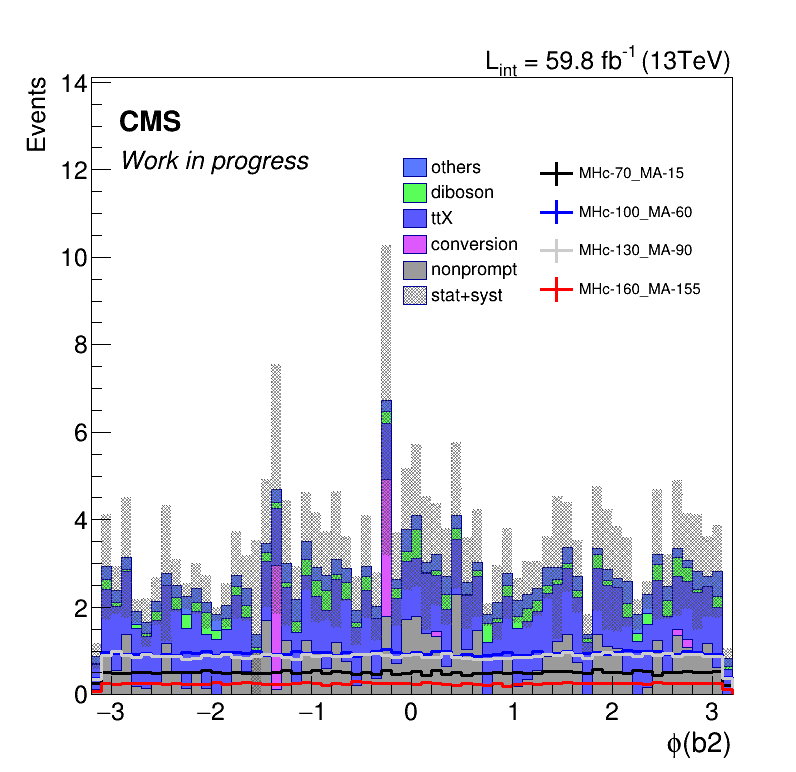 L_int = 59.8 fb^-1 (13TeV)
Events
14
12
10
8
6
4
2
0
CMS
Work in progress
others
diboson
ttX
conversion
nonprompt
stat+syst
MHc-70_MA-15
MHc-100_MA-60
MHc-130_MA-90
MHc-160_MA-155
−3 −2 −1 0 1 2 3
ϕ(b2)